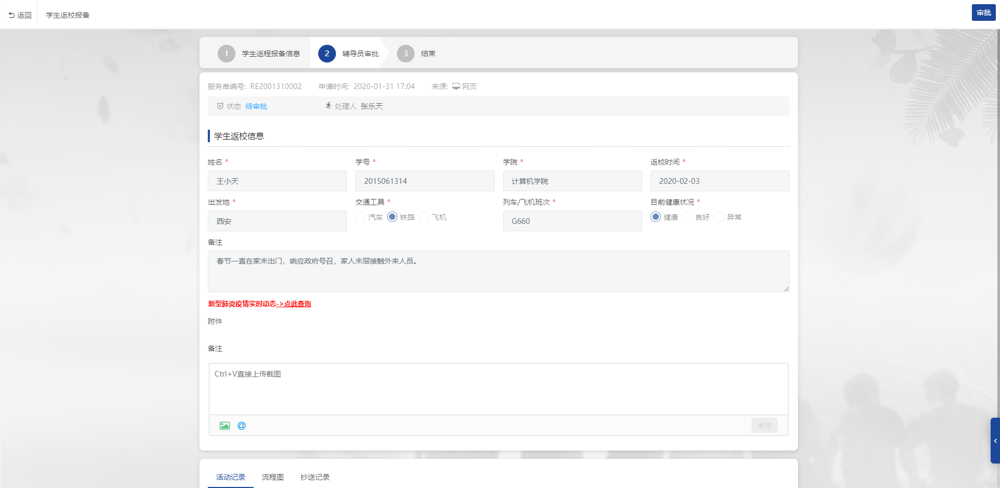 返回 学生返校报备 审批
1 学生返程报备信息 2 辅导员审批 3 结束
服务单编号: RE2001310002 申请时间: 2020-01-31 17:04 来源: 网页
状态 待审批 处理人 张乐天
学生返校信息
姓名 * 学号 * 学院 * 返校时间 *
王小天 2015061314 计算机学院 2020-02-03
出发地 * 交通工具 * 列车/飞机班次 * 目前健康状况 *
西安 汽车 铁路 飞机 G660 健康 良好 异常
备注
春节一直在家未出门，响应政府号召，家人未层接触外来人员。
新型肺炎疫情实时动态->点此查询
附件
备注
Ctrl+V直接上传截图
@ 发布
活动记录 流程图 抄送记录